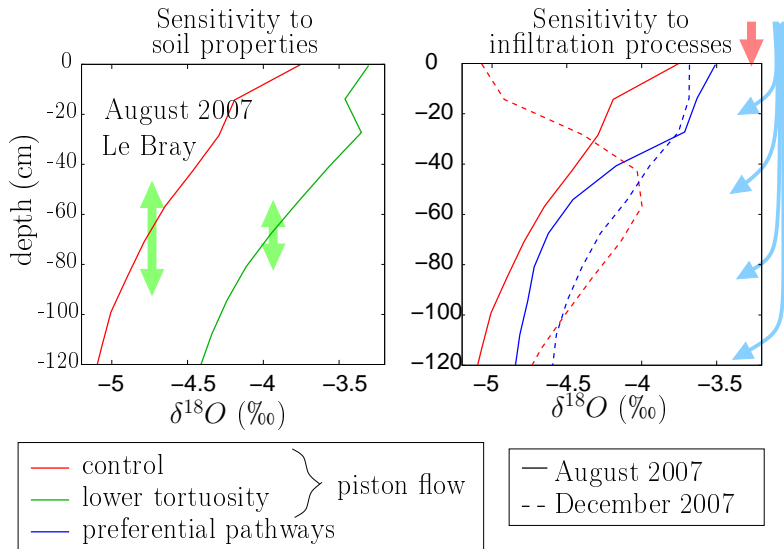 Sensitivity to
soil properties
Sensitivity to
infiltration processes
August 2007
Le Bray
depth (cm)
0
-20
-40
-60
-80
-100
-120
-5
-4.5
-4
-3.5
δ¹⁸O (‰)
0
-20
-40
-60
-80
-100
-120
-5
-4.5
-4
-3.5
δ¹⁸O (‰)
control
lower tortuosity
piston flow
preferential pathways
August 2007
December 2007